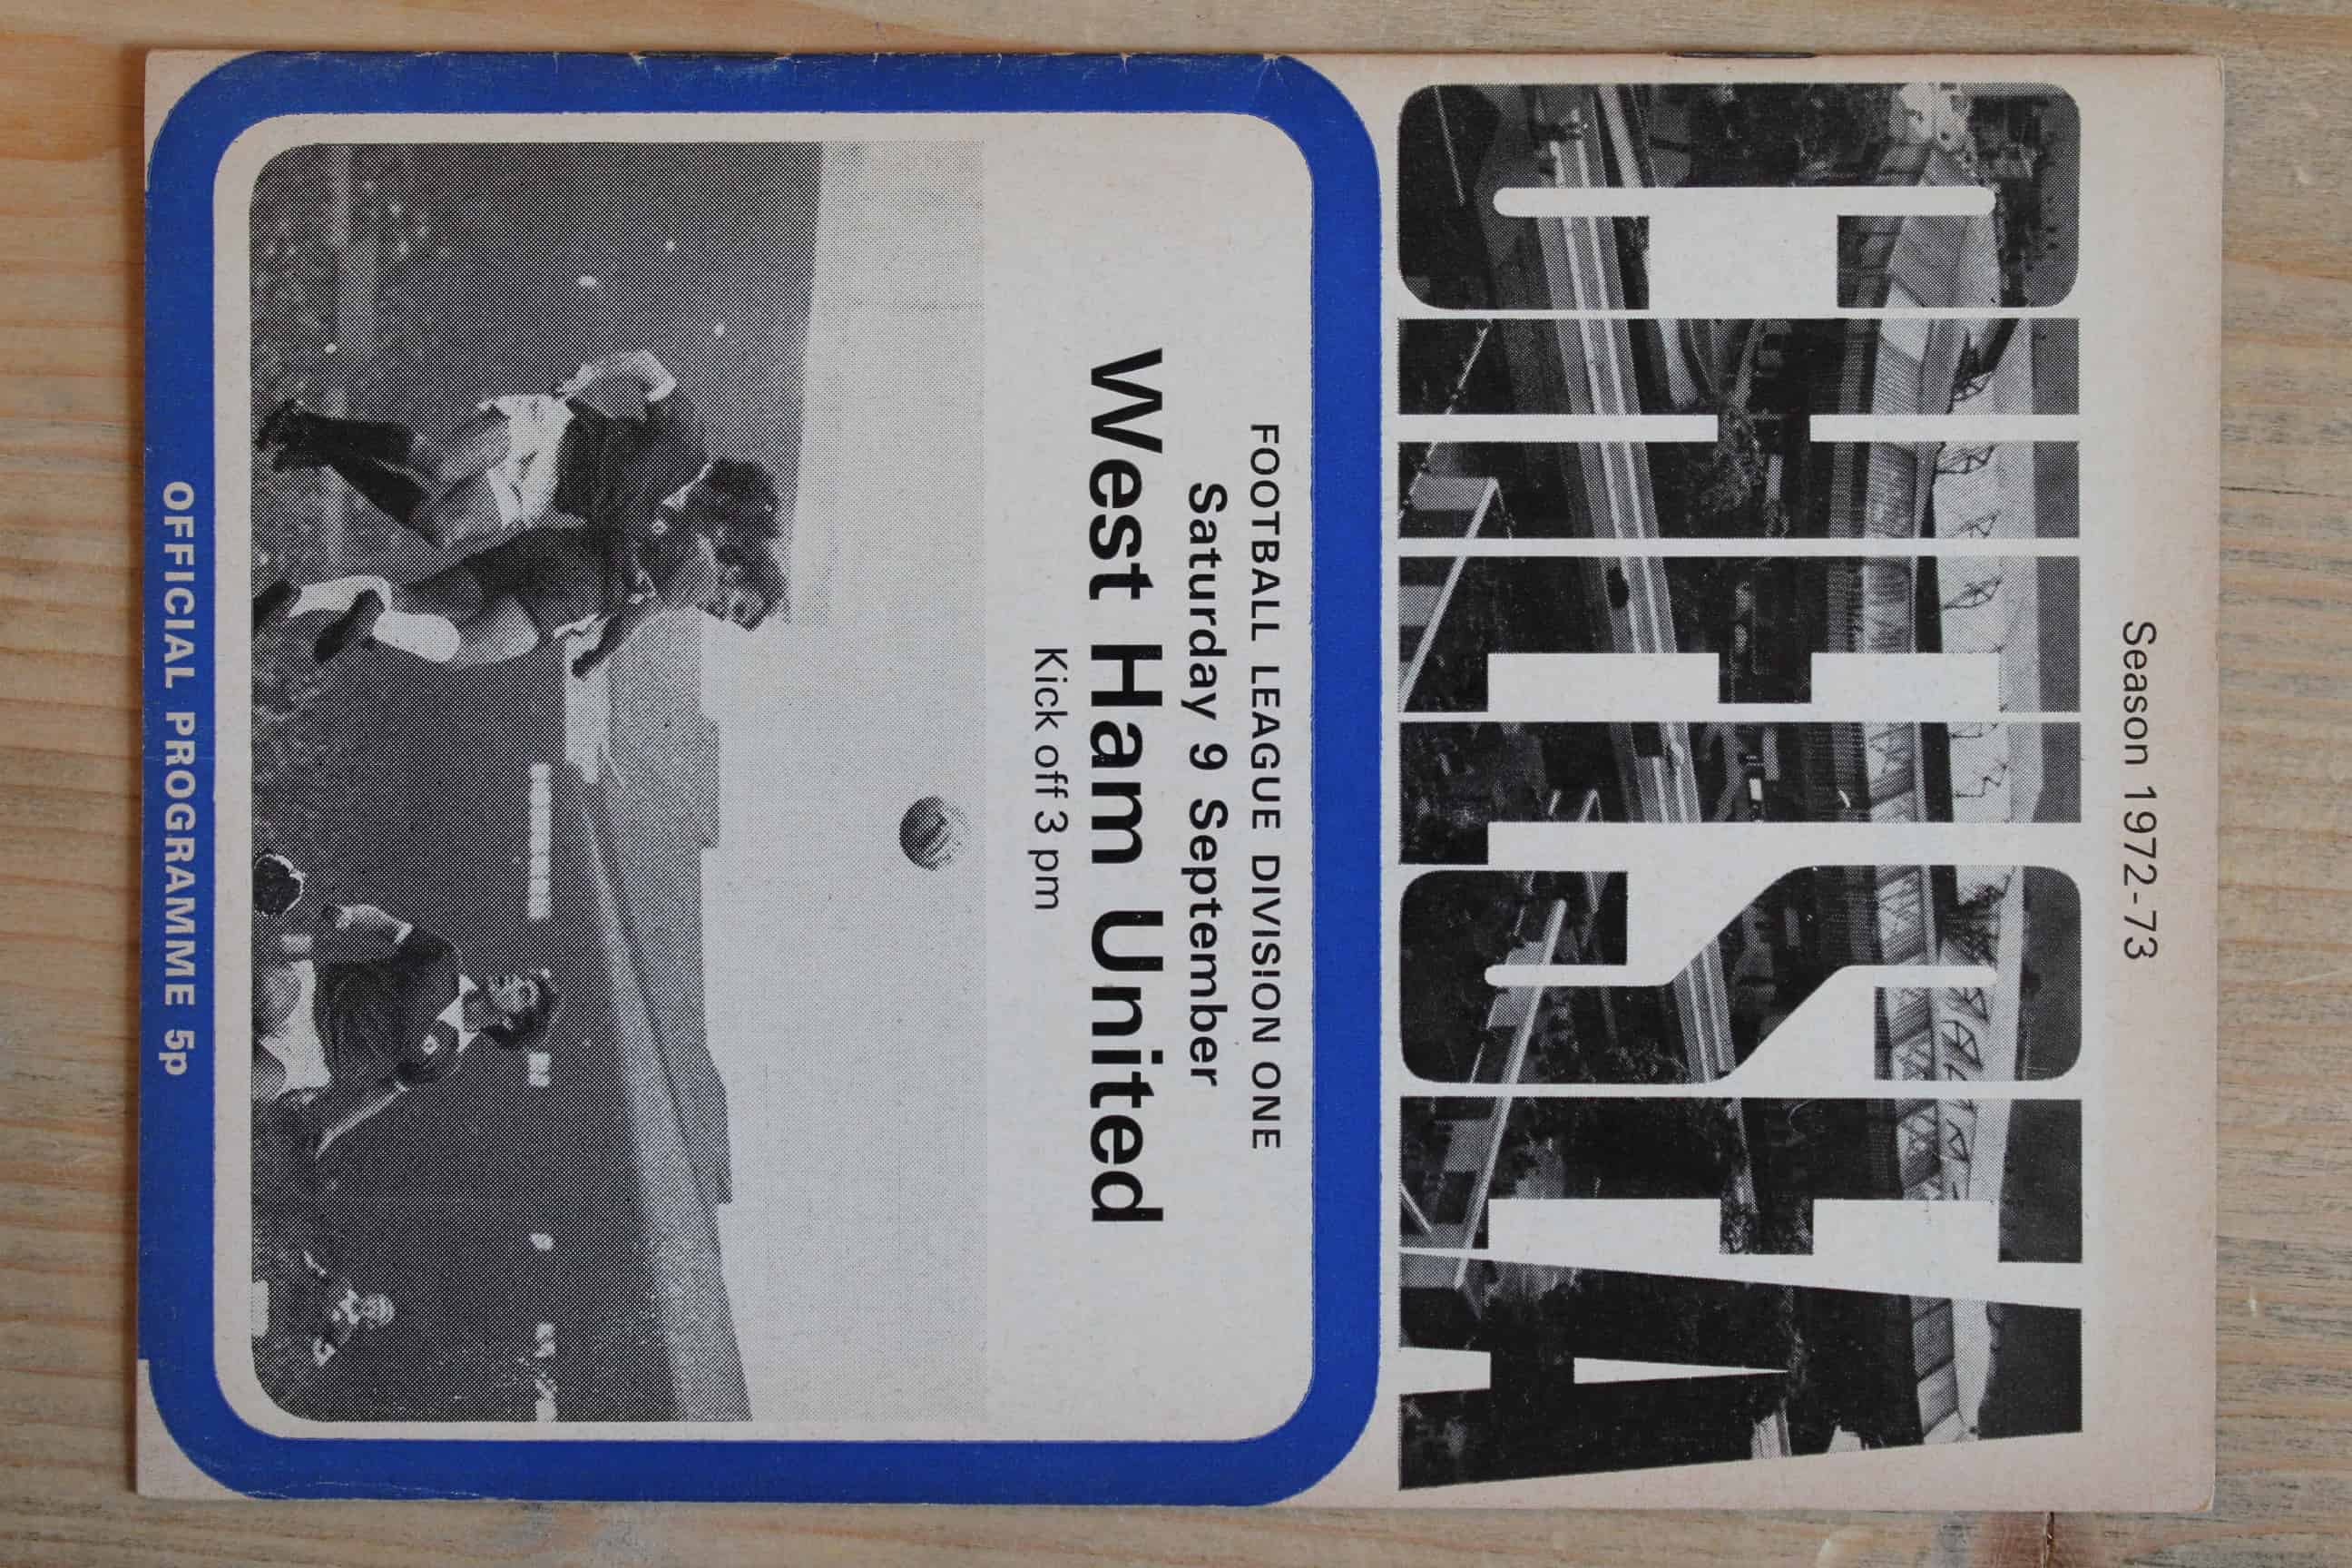 Season 1972-73
CHELSEA
FOOTBALL LEAGUE DIVISION ONE
Saturday 9 September
West Ham United
Kick off 3 pm
OFFICIAL PROGRAMME 5p